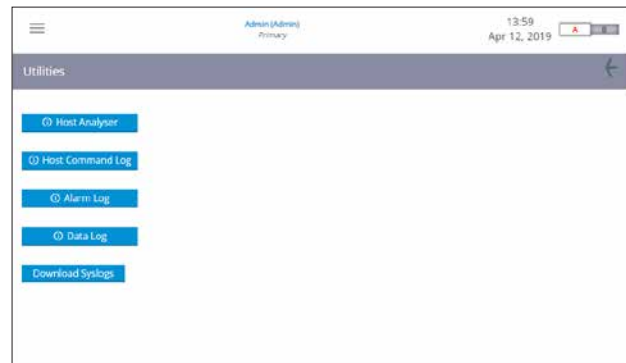 Admin (Admin)
Primary
13:59
Apr 12, 2019
A
Utilities
Host Analyser
Host Command Log
Alarm Log
Data Log
Download Syslogs